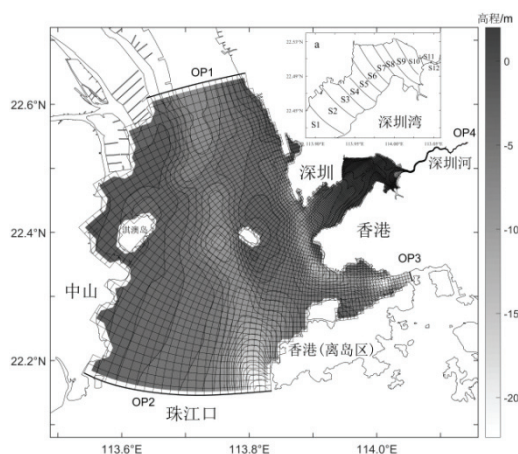 高程/m
OP1
a
22.6°N
22.4°N
22.2°N
S1
S2
S3
S4
S5
S6
S7
S8
S9
S10
S11
S12
深圳湾
OP4
深圳
深圳河
香港
淇澳岛
OP3
中山
香港(离岛区)
OP2
珠江口
113.6°E
113.8°E
114.0°E
0
-5
-10
-15
-20